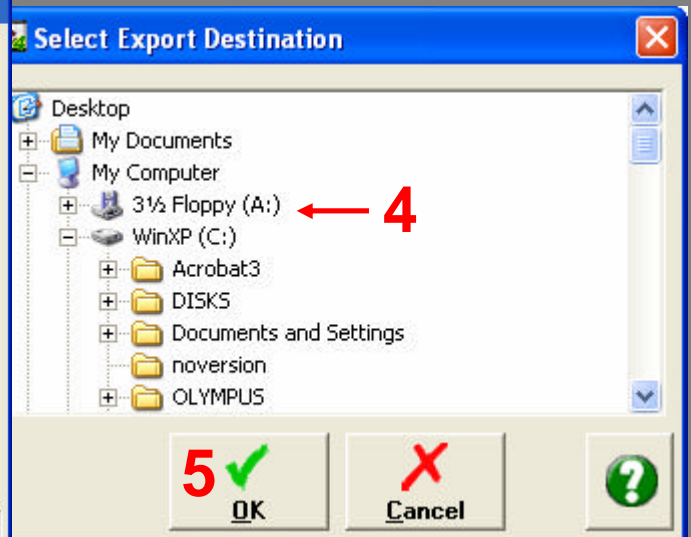 Select Export Destination
Desktop
My Documents
My Computer
3½ Floppy (A:) 4
WinXP (C:)
Acrobat3
DISKS
Documents and Settings
noversion
OLYMPUS
5
OK Cancel ?